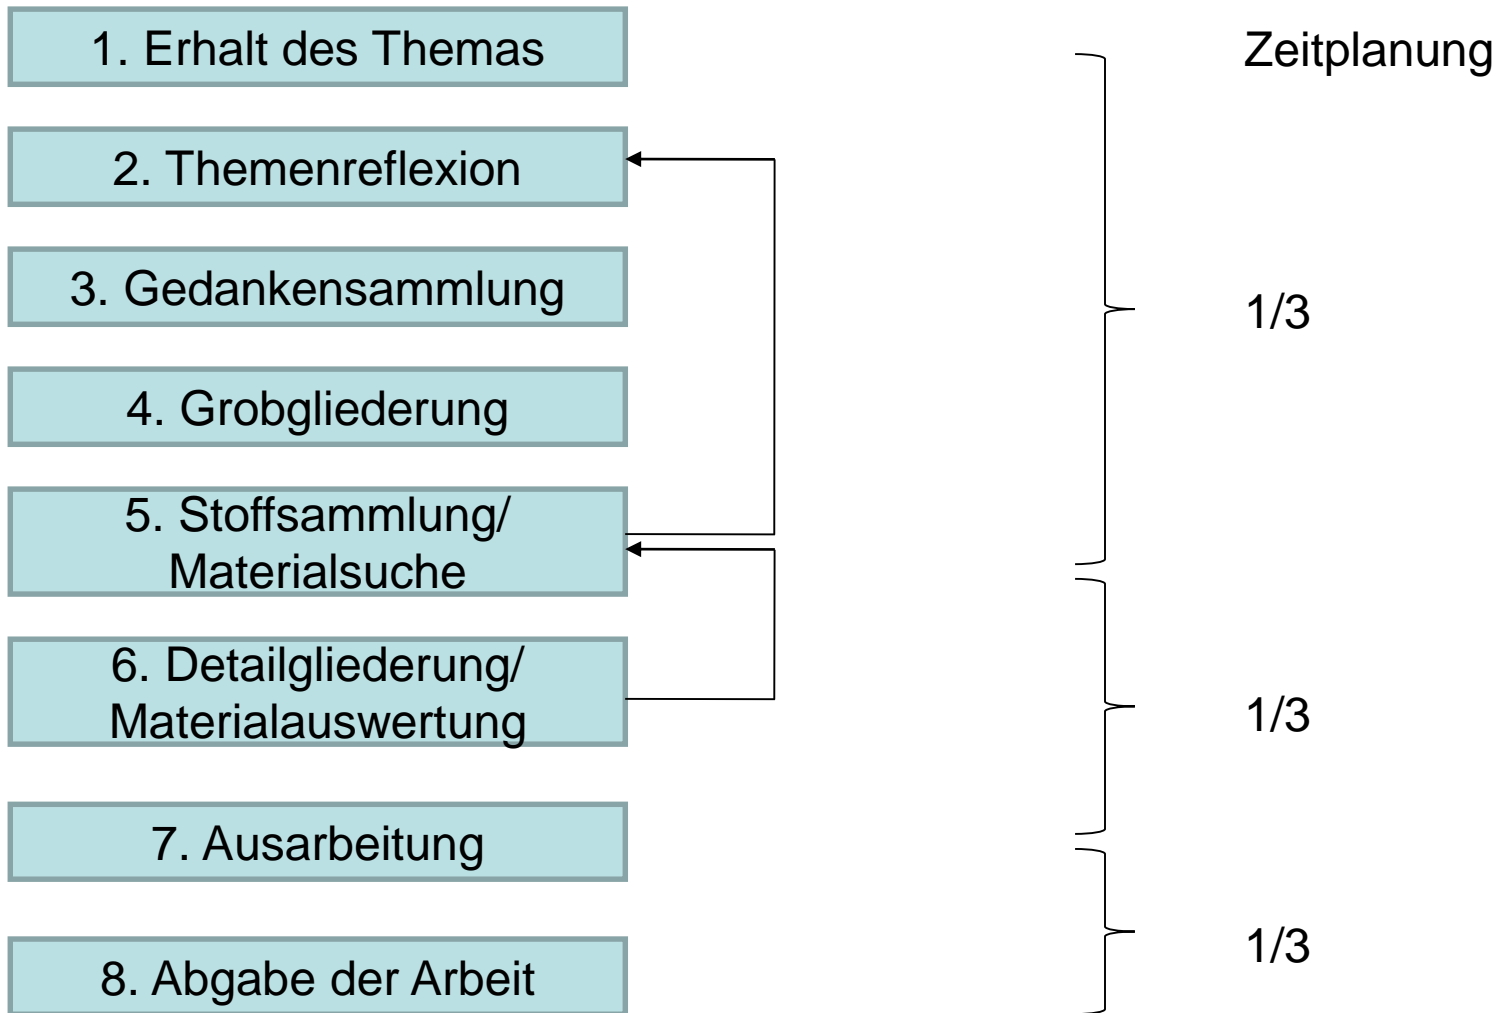 1. Erhalt des Themas
Zeitplanung
2. Themenreflexion
3. Gedankensammlung
1/3
4. Grobgliederung
5. Stoffsammlung/
Materialsuche
6. Detailgliederung/
Materialauswertung
1/3
7. Ausarbeitung
1/3
8. Abgabe der Arbeit